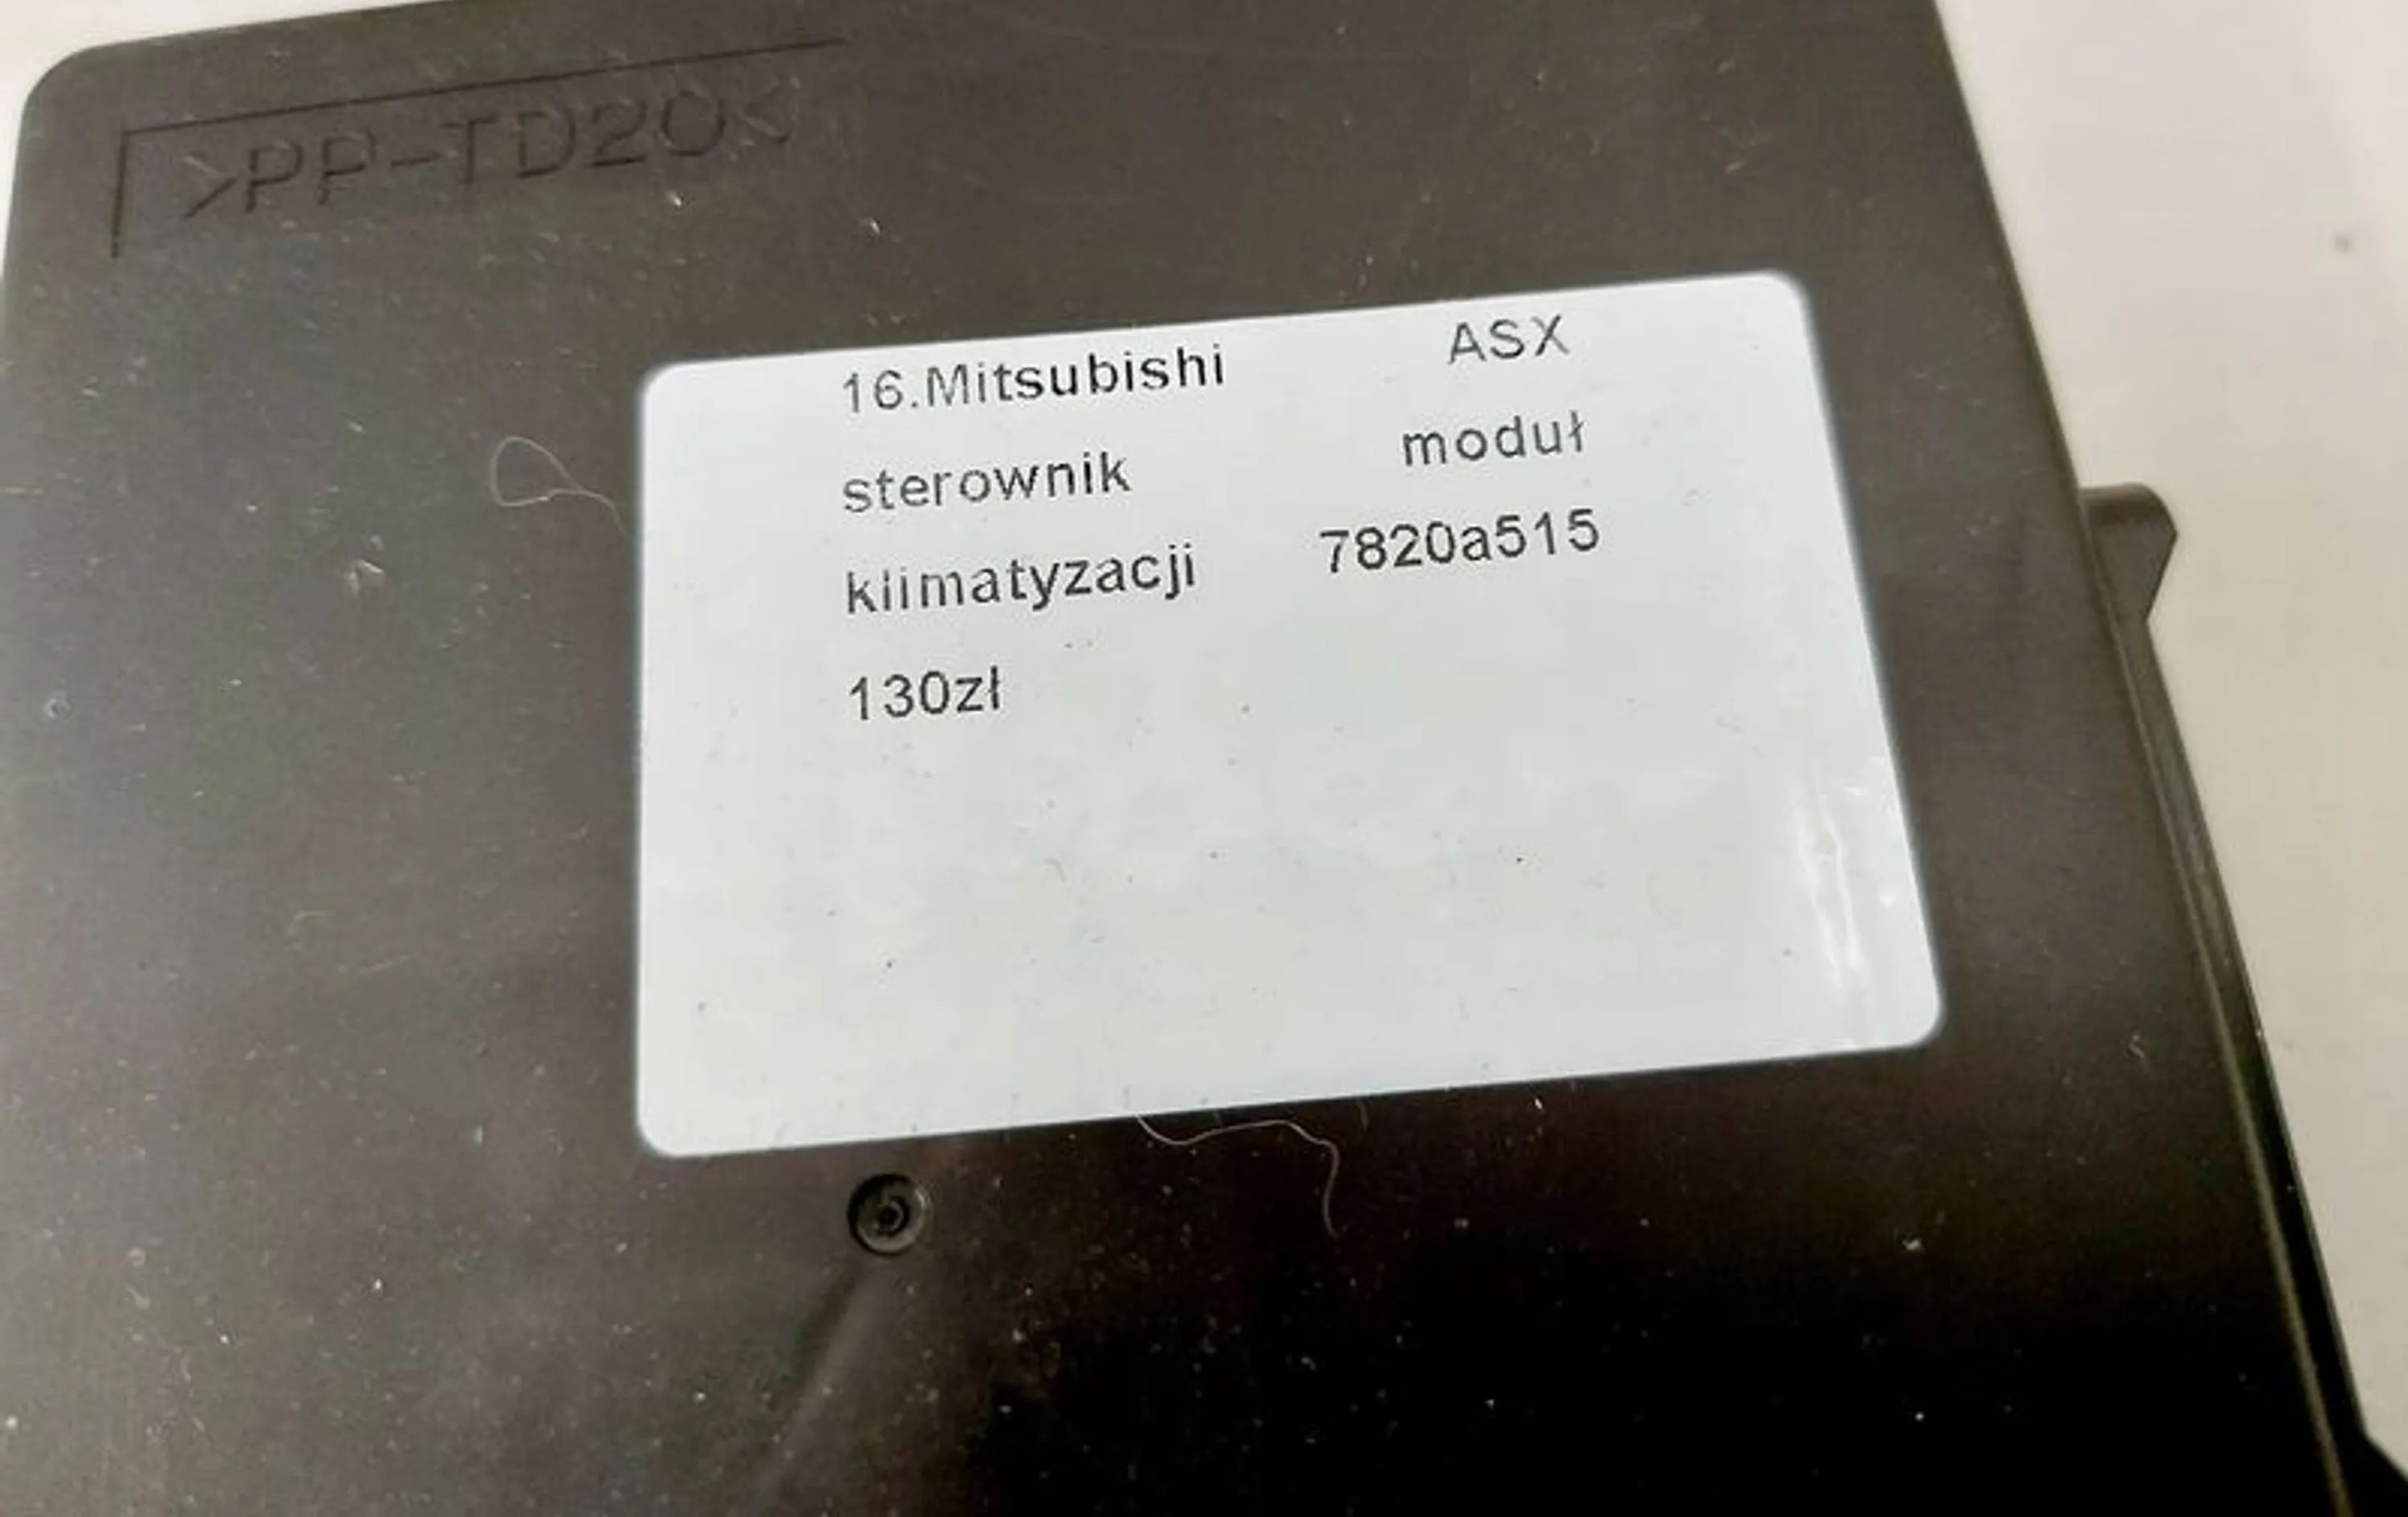 >PP-TD20<
16.Mitsubishi ASX
sterownik moduł
klimatyzacji 7820a515
130zł